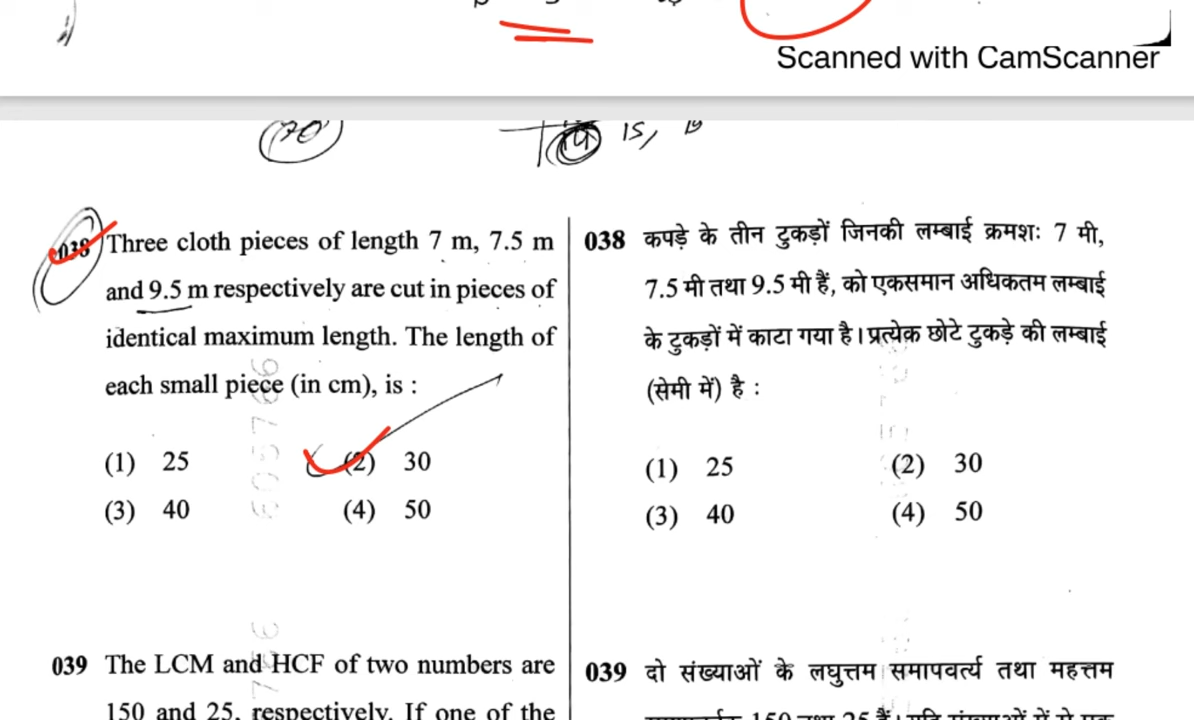 Scanned with CamScanner
15,
038 Three cloth pieces of length 7 m, 7.5 m
and 9.5 m respectively are cut in pieces of
identical maximum length. The length of
each small piece (in cm), is :
(1) 25 (2) 30
(3) 40 (4) 50
039 The LCM and HCF of two numbers are
150 and 25, respectively. If one of the
038 कपड़े के तीन टुकड़ों जिनकी लम्बाई क्रमशः 7 मी,
7.5 मी तथा 9.5 मी हैं, को एकसमान अधिकतम लम्बाई
के टुकड़ों में काटा गया है। प्रत्येक छोटे टुकड़े की लम्बाई
(सेमी में) है :
(1) 25 (2) 30
(3) 40 (4) 50
039 दो संख्याओं के लघुत्तम समापवर्त्य तथा महत्तम